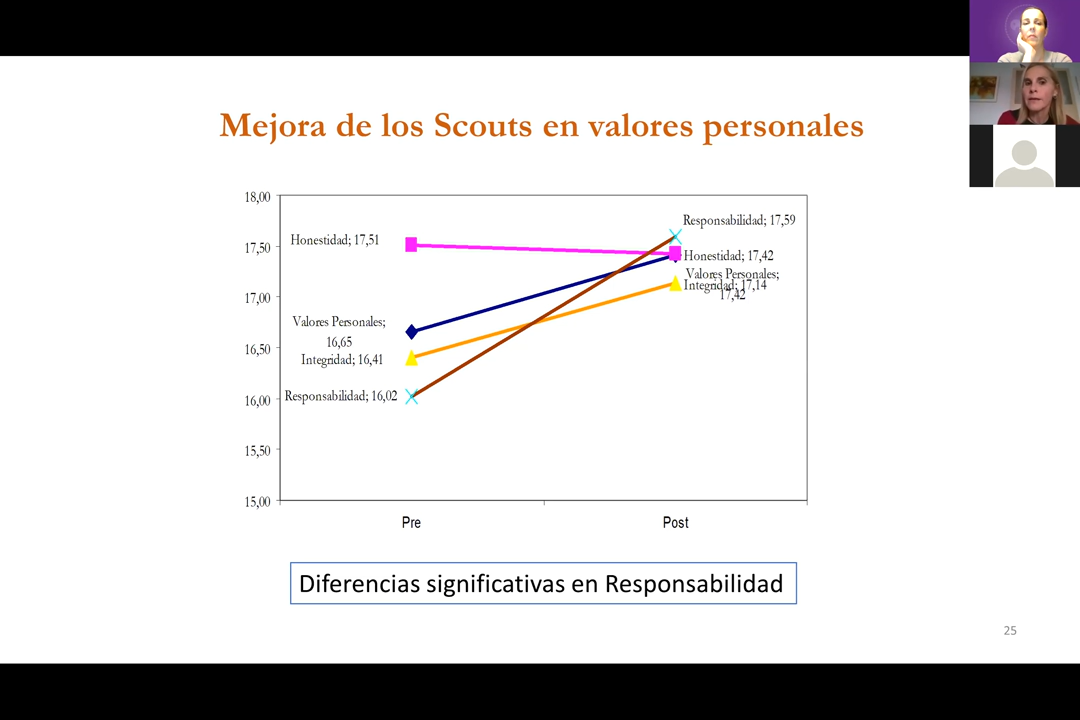 Mejora de los Scouts en valores personales
18,00
17,50
17,00
16,50
16,00
15,50
15,00
Honestidad; 17,51
Valores Personales;
16,65
Integridad; 16,41
Responsabilidad; 16,02
Responsabilidad; 17,59
Honestidad; 17,42
Valores Personales;
Integridad; 17,14
17,42
Pre
Post
Diferencias significativas en Responsabilidad
25